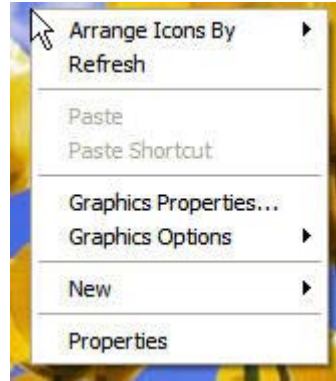 Arrange Icons By
Refresh
Paste
Paste Shortcut
Graphics Properties...
Graphics Options
New
Properties